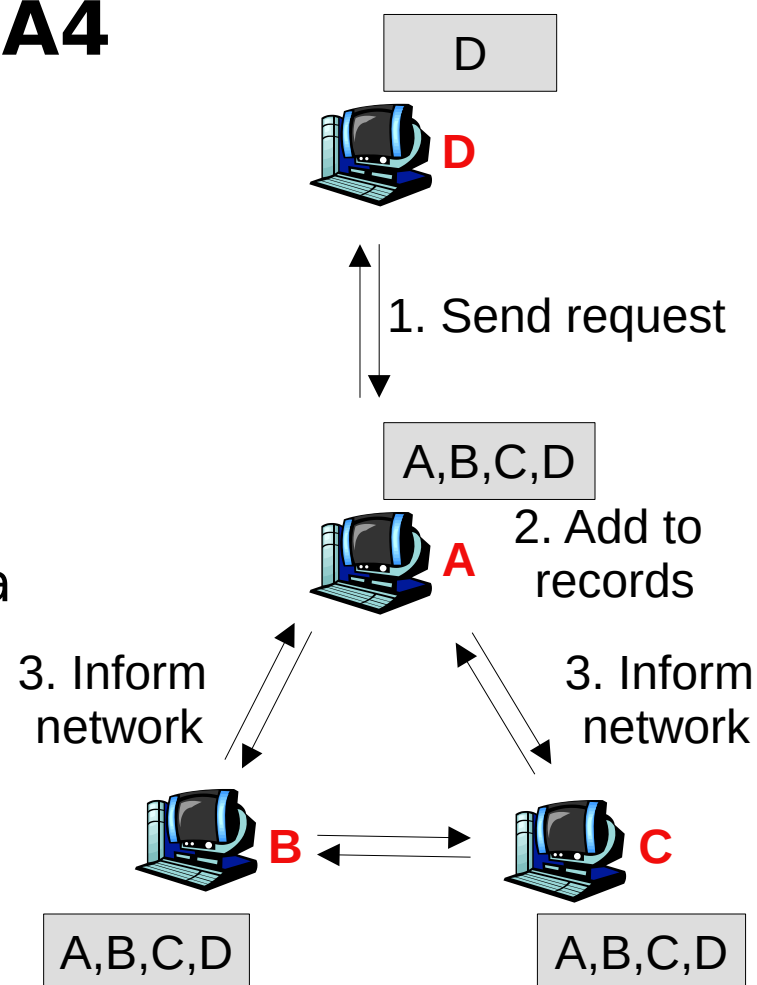 A4
D
D
1. Send request
A,B,C,D
2. Add to
records
A
a
3. Inform
network
3. Inform
network
B
C
A,B,C,D
A,B,C,D